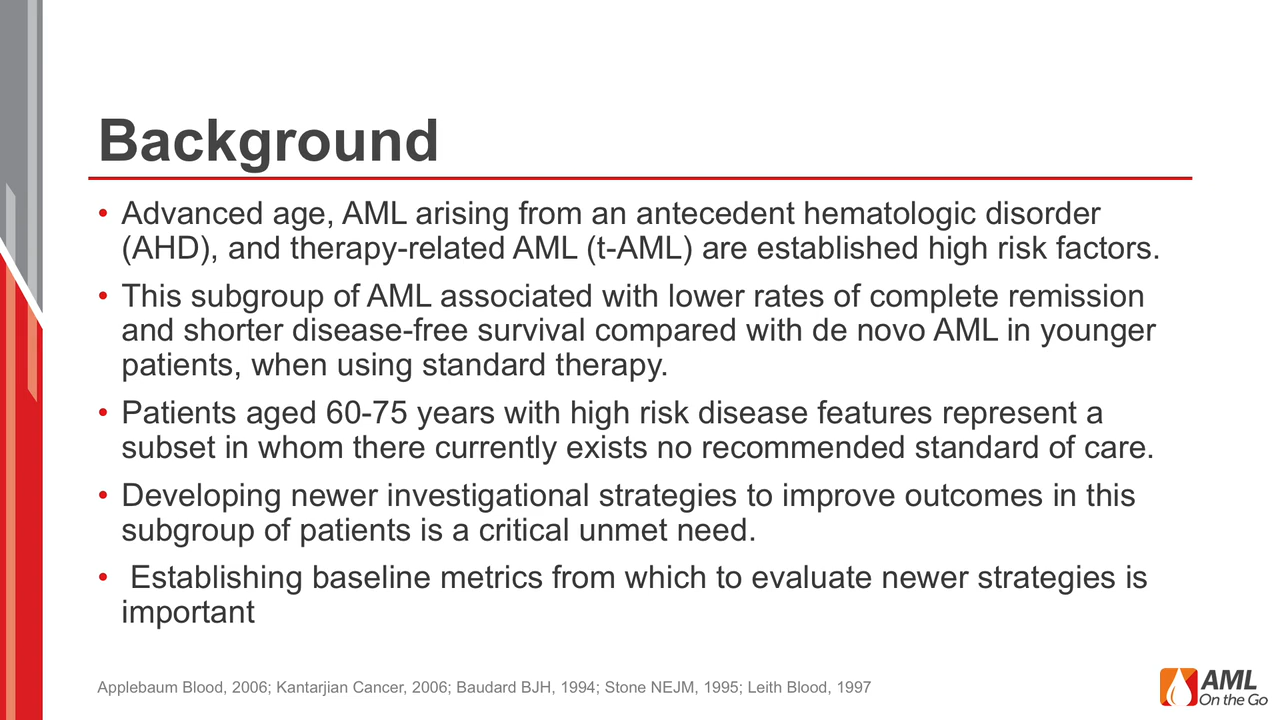 Background
• Advanced age, AML arising from an antecedent hematologic disorder
(AHD), and therapy-related AML (t-AML) are established high risk factors.
• This subgroup of AML associated with lower rates of complete remission
and shorter disease-free survival compared with de novo AML in younger
patients, when using standard therapy.
• Patients aged 60-75 years with high risk disease features represent a
subset in whom there currently exists no recommended standard of care.
• Developing newer investigational strategies to improve outcomes in this
subgroup of patients is a critical unmet need.
• Establishing baseline metrics from which to evaluate newer strategies is
important
Applebaum Blood, 2006; Kantarjian Cancer, 2006; Baudard BJH, 1994; Stone NEJM, 1995; Leith Blood, 1997
AML
On the Go